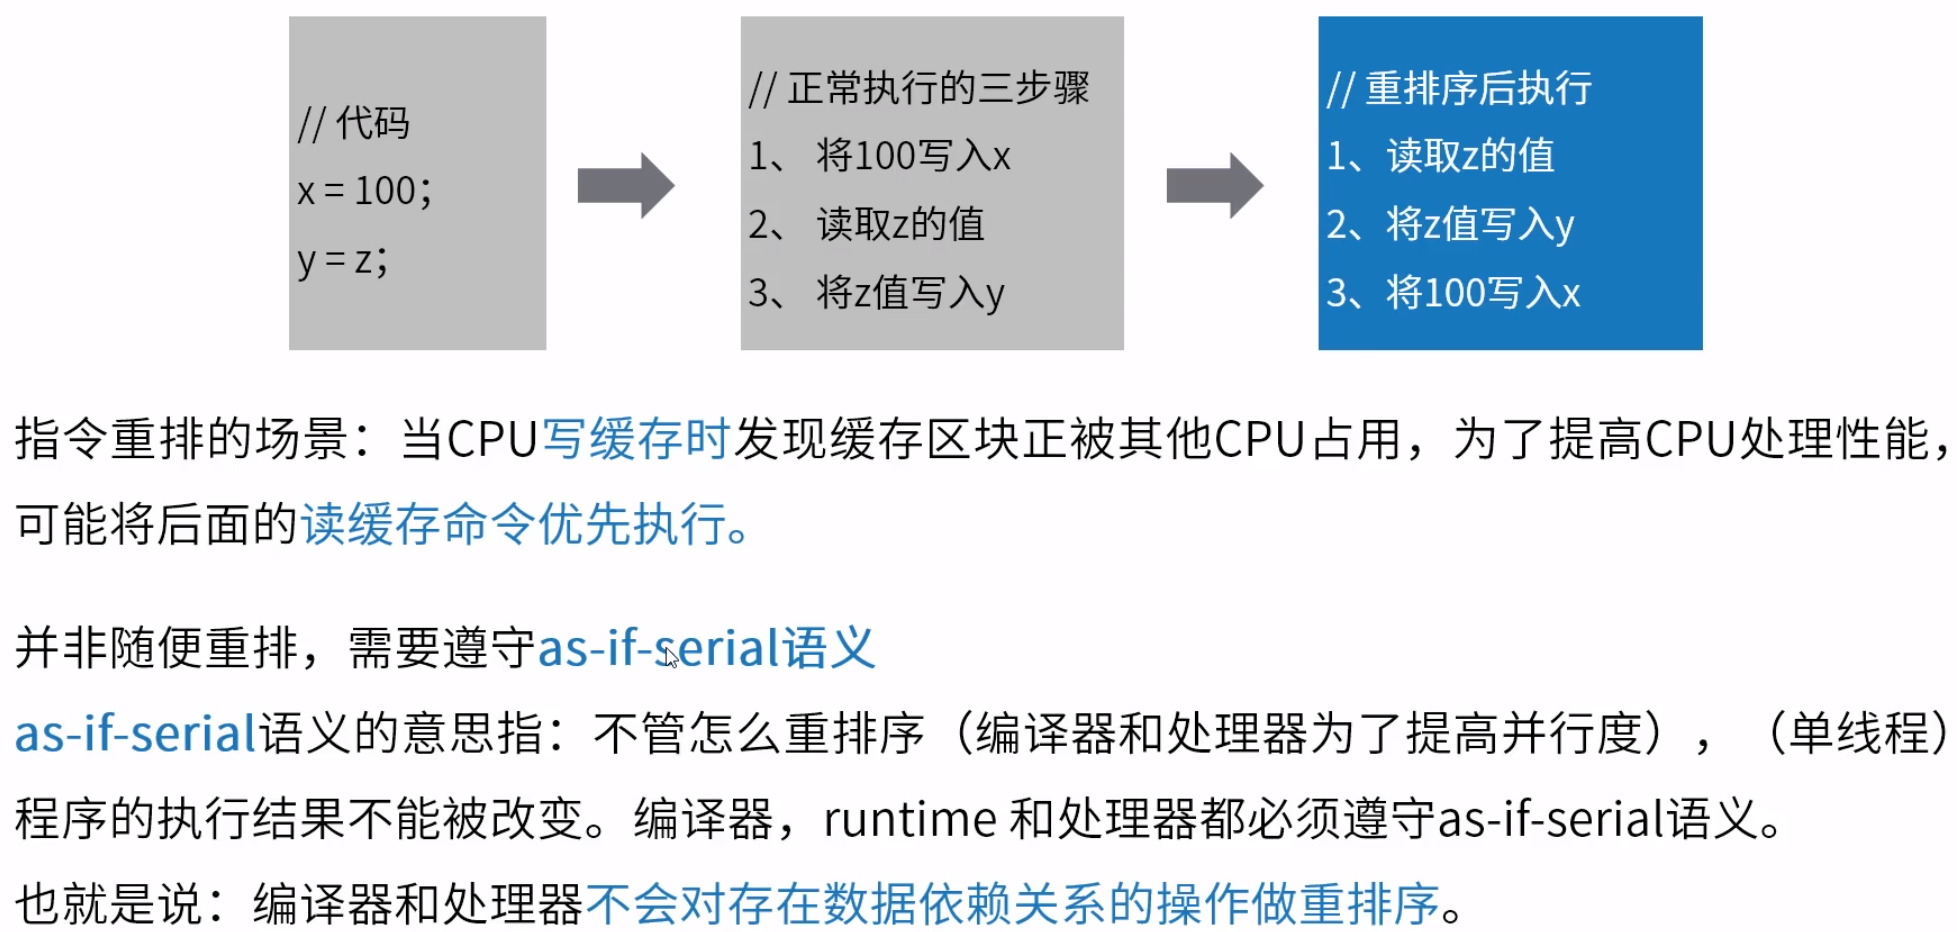 // 代码
x = 100；
y = z；
// 正常执行的三步骤
1、 将100写入x
2、 读取z的值
3、 将z值写入y
// 重排序后执行
1、读取z的值
2、将z值写入y
3、将100写入x
指令重排的场景：当CPU写缓存时发现缓存区块正被其他CPU占用，为了提高CPU处理性能，
可能将后面的读缓存命令优先执行。
并非随便重排，需要遵守as-if-serial语义
as-if-serial语义的意思指：不管怎么重排序（编译器和处理器为了提高并行度），（单线程）
程序的执行结果不能被改变。编译器，runtime 和处理器都必须遵守as-if-serial语义。
也就是说：编译器和处理器不会对存在数据依赖关系的操作做重排序。